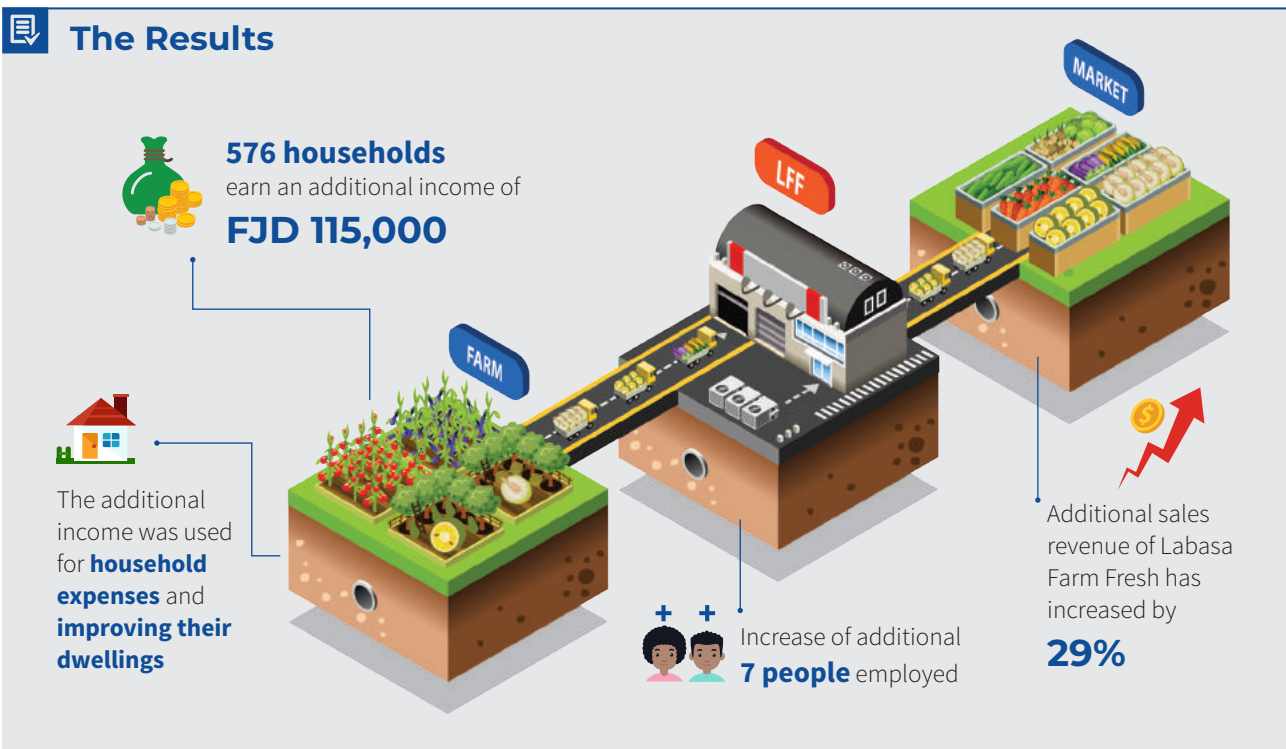 The Results
MARKET
LFF
FARM
576 households
earn an additional income of
FJD 115,000
The additional
income was used
for household
expenses and
improving their
dwellings
Increase of additional
7 people employed
Additional sales
revenue of Labasa
Farm Fresh has
increased by
29%